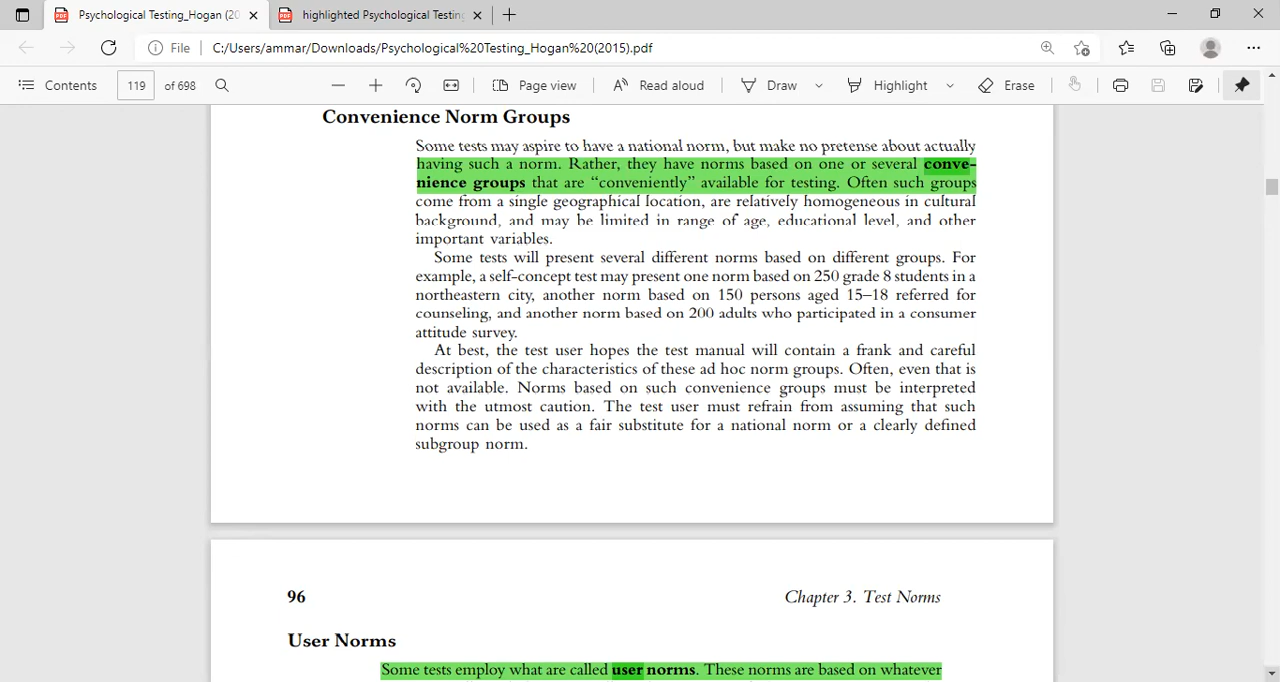 Psychological Testing_Hogan (20
highlighted Psychological Testing
File
C:/Users/ammar/Downloads/Psychological%20Testing_Hogan%20(2015).pdf
Contents
119 of 698
Page view
Read aloud
Draw
Highlight
Erase
Convenience Norm Groups
Some tests may aspire to have a national norm, but make no pretense about actually
having such a norm. Rather, they have norms based on one or several conve-
nience groups that are “conveniently” available for testing. Often such groups
come from a single geographical location, are relatively homogeneous in cultural
background, and may be limited in range of age, educational level, and other
important variables.
Some tests will present several different norms based on different groups. For
example, a self-concept test may present one norm based on 250 grade 8 students in a
northeastern city, another norm based on 150 persons aged 15–18 referred for
counseling, and another norm based on 200 adults who participated in a consumer
attitude survey.
At best, the test user hopes the test manual will contain a frank and careful
description of the characteristics of these ad hoc norm groups. Often, even that is
not available. Norms based on such convenience groups must be interpreted
with the utmost caution. The test user must refrain from assuming that such
norms can be used as a fair substitute for a national norm or a clearly defined
subgroup norm.
96
Chapter 3. Test Norms
User Norms
Some tests employ what are called user norms. These norms are based on whatever